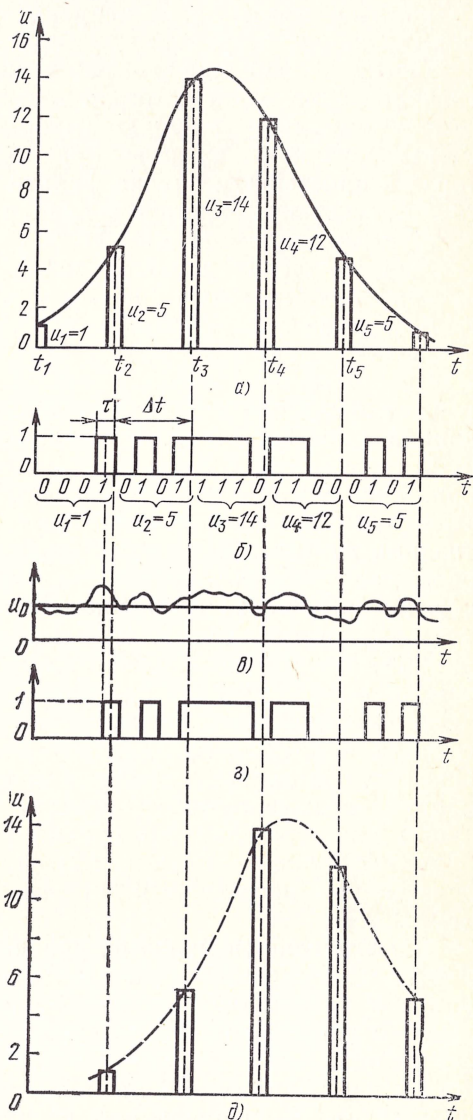 u
16
14
12
10
8
6
4
2
0
u₁=1
u₂=5
u₃=14
u₄=12
u₅=5
t₁ t₂ t₃ t₄ t₅ t
а)
τ Δt
1
0
t
0 0 0 1 0 1 0 1 1 1 1 0 1 1 0 0 0 1 0 1
u₁=1 u₂=5 u₃=14 u₄=12 u₅=5
б)
u₀
0
t
в)
1
0
t
г)
u
14
10
6
2
0
t
д)